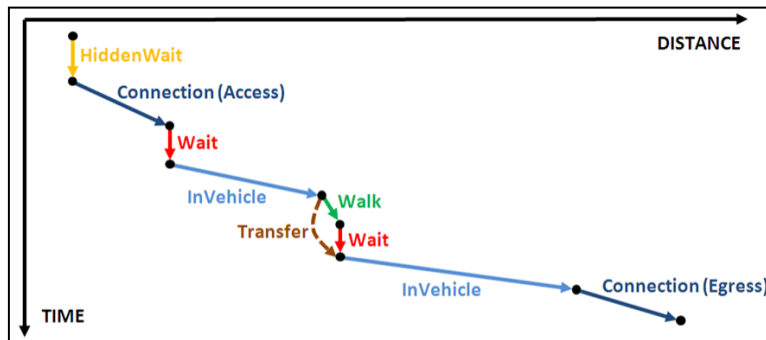 DISTANCE
HiddenWait
Connection (Access)
Wait
InVehicle
Walk
Transfer
Wait
InVehicle
Connection (Egress)
TIME